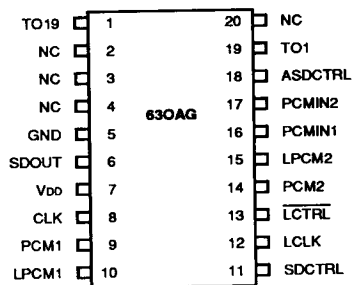 TO19 1 20 NC
NC 2 19 TO1
NC 3 18 ASDCTRL
NC 4 17 PCMIN2
63OAG
GND 5 16 PCMIN1
SDOUT 6 15 LPCM2
VDD 7 14 PCM2
CLK 8 13 LCTRL
PCM1 9 12 LCLK
LPCM1 10 11 SDCTRL